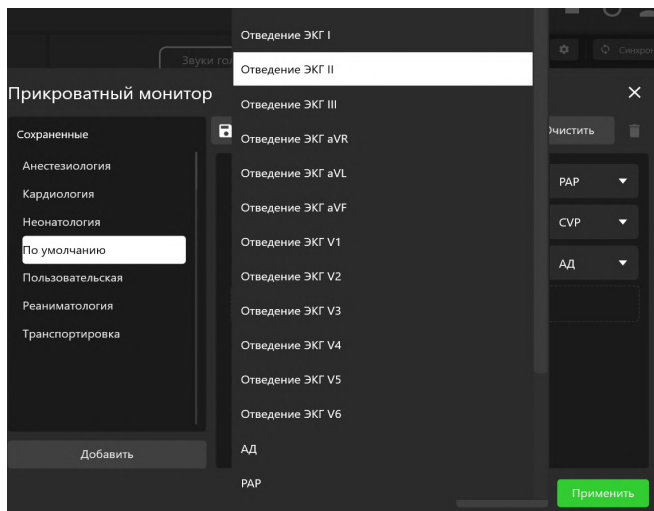 Звуки го
Синхрон
Прикроватный монитор
Сохраненные
Анестезиология
Кардиология
Неонатология
По умолчанию
Пользовательская
Реаниматология
Транспортировка
Добавить
Отведение ЭКГ I
Отведение ЭКГ II
Отведение ЭКГ III
Отведение ЭКГ aVR
Отведение ЭКГ aVL
Отведение ЭКГ aVF
Отведение ЭКГ V1
Отведение ЭКГ V2
Отведение ЭКГ V3
Отведение ЭКГ V4
Отведение ЭКГ V5
Отведение ЭКГ V6
АД
PAP
Очистить
PAP
CVP
АД
Применить